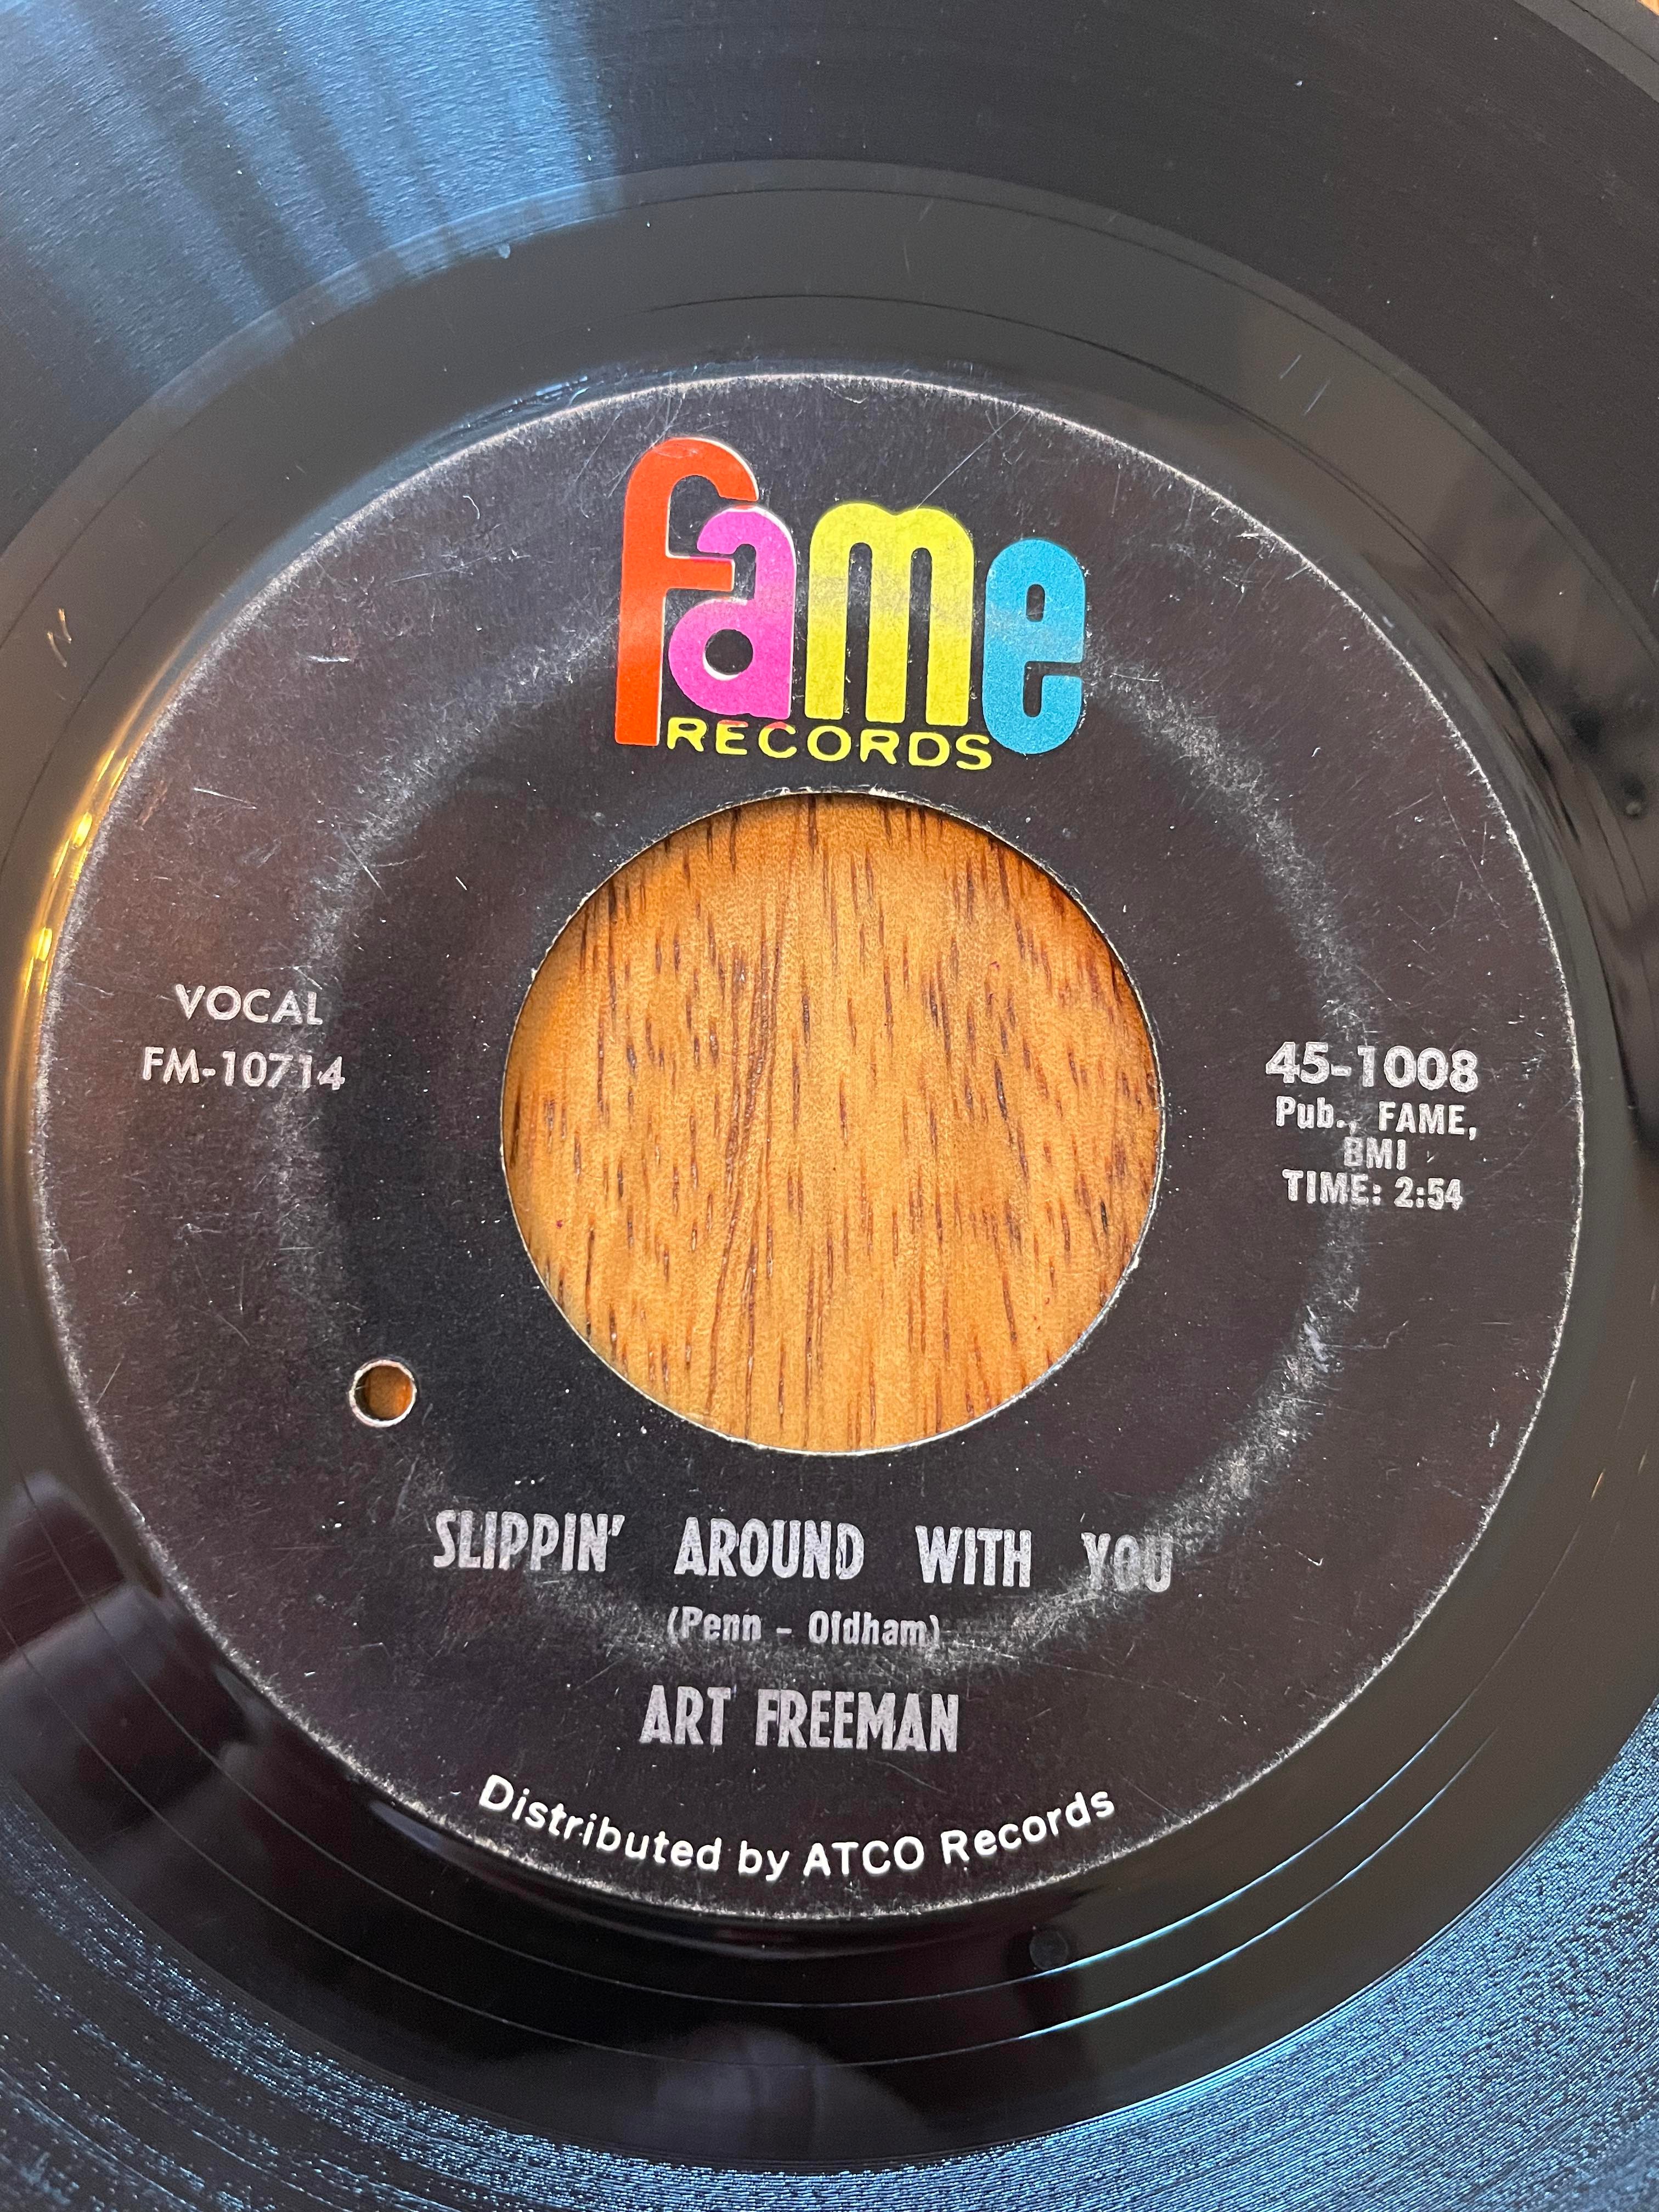 fame
RECORDS
VOCAL
FM-10714
45-1008
Pub., FAME,
BMI
TIME: 2:54
SLIPPIN' AROUND WITH YOU
(Penn - Oldham)
ART FREEMAN
Distributed by ATCO Records